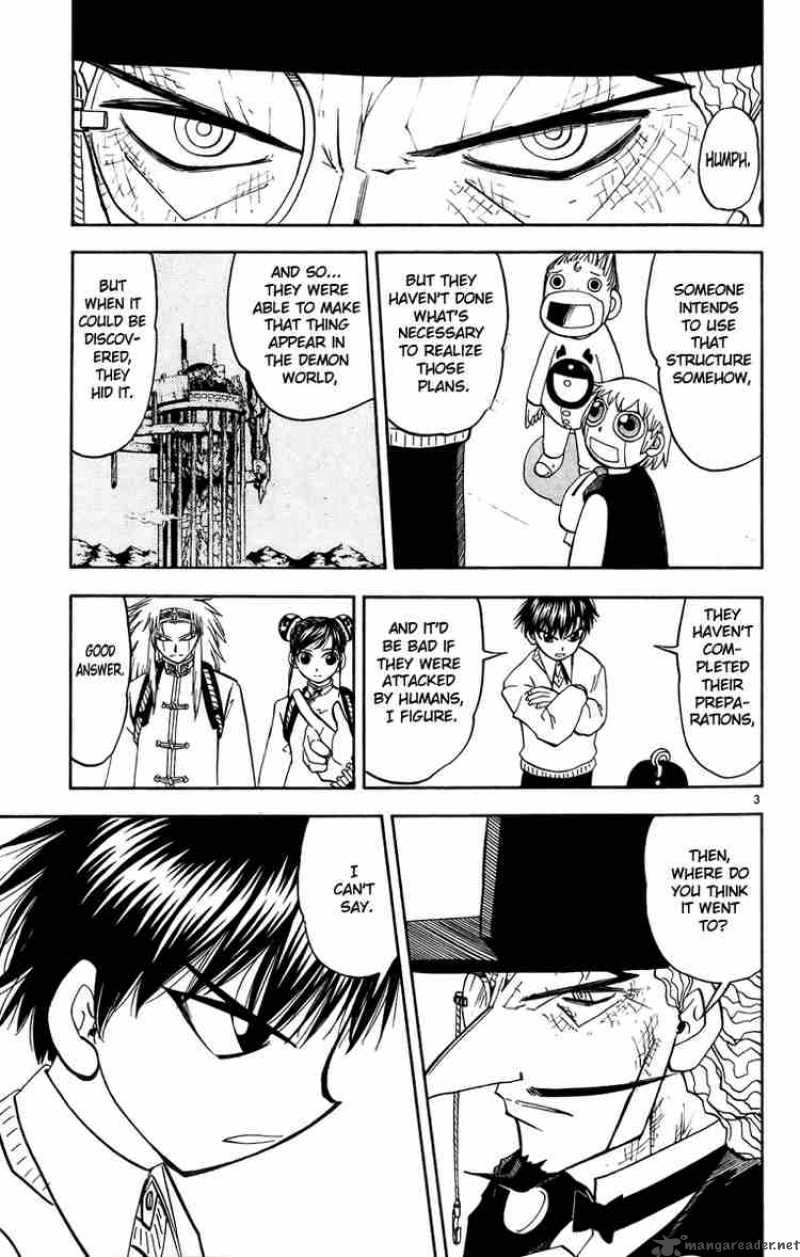 HUMPH.
SOMEONE
INTENDS
TO USE
THAT
STRUCTURE
SOMEHOW,
BUT THEY
HAVEN'T DONE
WHAT'S
NECESSARY
TO REALIZE
THOSE
PLANS.
AND SO...
THEY WERE
ABLE TO MAKE
THAT THING
APPEAR
IN THE DEMON
WORLD,
BUT
WHEN IT
COULD BE
DISCOV-
ERED,
THEY
HID IT.
THEY
HAVEN'T
COM-
PLETED
THEIR
PREPA-
RATIONS,
AND IT'D
BE BAD IF
THEY WERE
ATTACKED
BY HUMANS,
I FIGURE.
GOOD
ANSWER.
3
THEN,
WHERE DO
YOU THINK
IT WENT
TO?
I
CAN'T
SAY.
mangareader.net